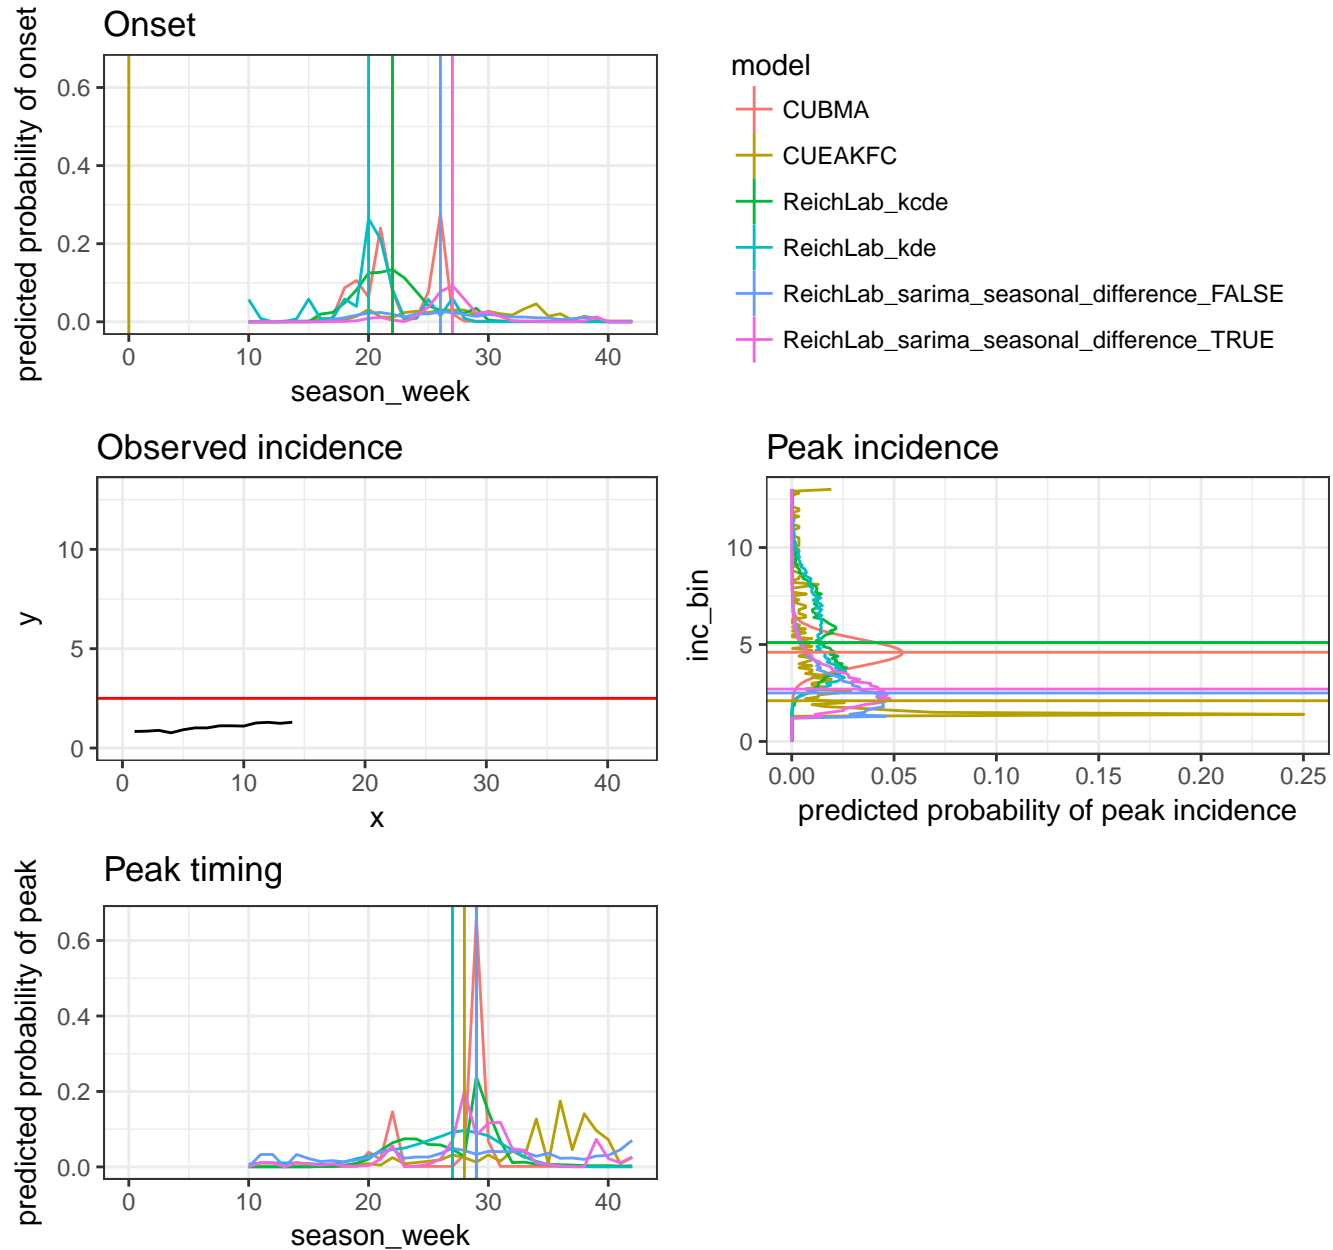 Onset
predicted probability of onset
0.6
0.4
0.2
0.0
0 10 20 30 40
season_week
model
CUBMA
CUEAKFC
ReichLab_kcde
ReichLab_kde
ReichLab_sarima_seasonal_difference_FALSE
ReichLab_sarima_seasonal_difference_TRUE
Observed incidence
y
10
5
0
0 10 20 30 40
x
Peak incidence
inc_bin
10
5
0
0.00 0.05 0.10 0.15 0.20 0.25
predicted probability of peak incidence
Peak timing
predicted probability of peak
0.6
0.4
0.2
0.0
0 10 20 30 40
season_week